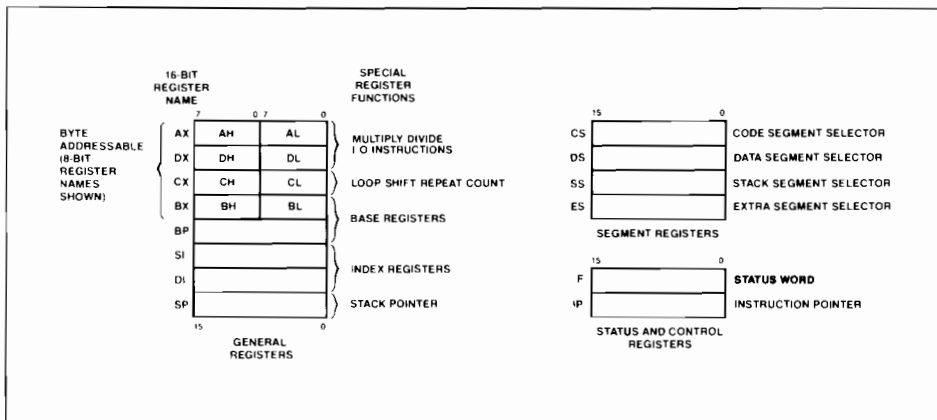 16-BIT
REGISTER
NAME
SPECIAL
REGISTER
FUNCTIONS
7 0 7 0
BYTE
ADDRESSABLE
(8-BIT
REGISTER
NAMES
SHOWN)
AX AH AL
DX DH DL
MULTIPLY DIVIDE
I O INSTRUCTIONS
CX CH CL LOOP SHIFT REPEAT COUNT
BX BH BL
BP
BASE REGISTERS
SI
DI
INDEX REGISTERS
SP STACK POINTER
15 0
GENERAL
REGISTERS
15 0
CS CODE SEGMENT SELECTOR
DS DATA SEGMENT SELECTOR
SS STACK SEGMENT SELECTOR
ES EXTRA SEGMENT SELECTOR
SEGMENT REGISTERS
15 0
F STATUS WORD
IP INSTRUCTION POINTER
STATUS AND CONTROL
REGISTERS